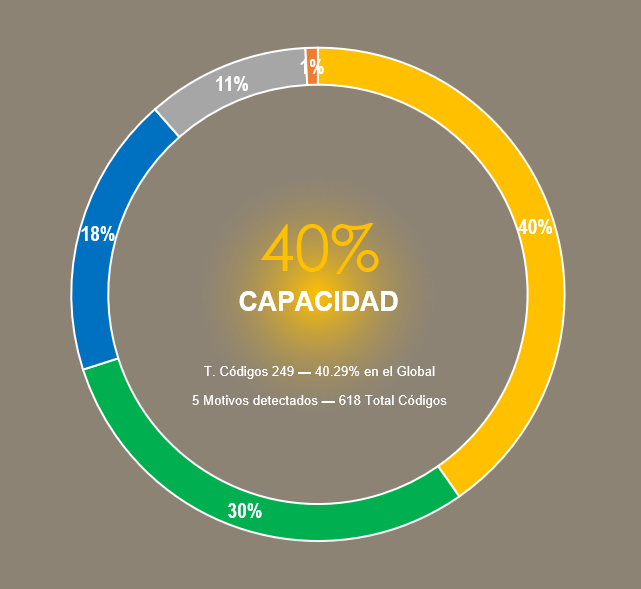 1%
11%
40%
18%
40%
CAPACIDAD
T. Códigos 249 — 40.29% en el Global
5 Motivos detectados — 618 Total Códigos
30%